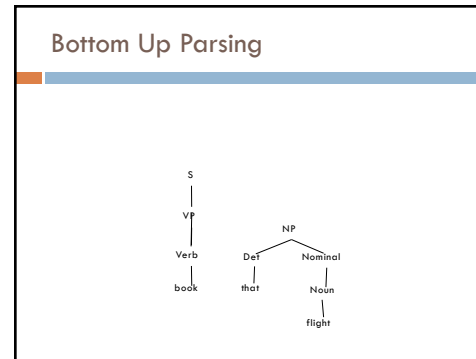 Bottom Up Parsing
S
VP
NP
Verb Det Nominal
book that Noun
flight